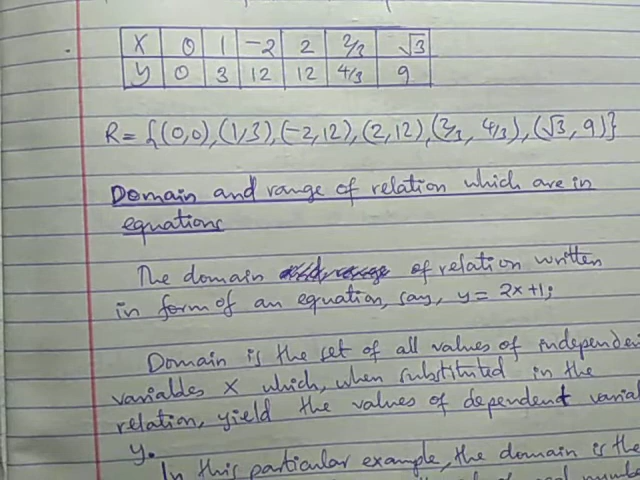 X 0 1 -2 2 2/3 √3
Y 0 3 12 12 4/3 9
R = {(0,0),(1,3),(-2,12),(2,12),(2/3, 4/3),(√3, 9)}
Domain and range of relation which are in
equations
The domain of relation written
in form of an equation, say, y = 2x+1;
Domain is the set of all values of independen
variables x which, when substituted in the
relation, yield the values of dependent variab
y.
In this particular example, the domain is the